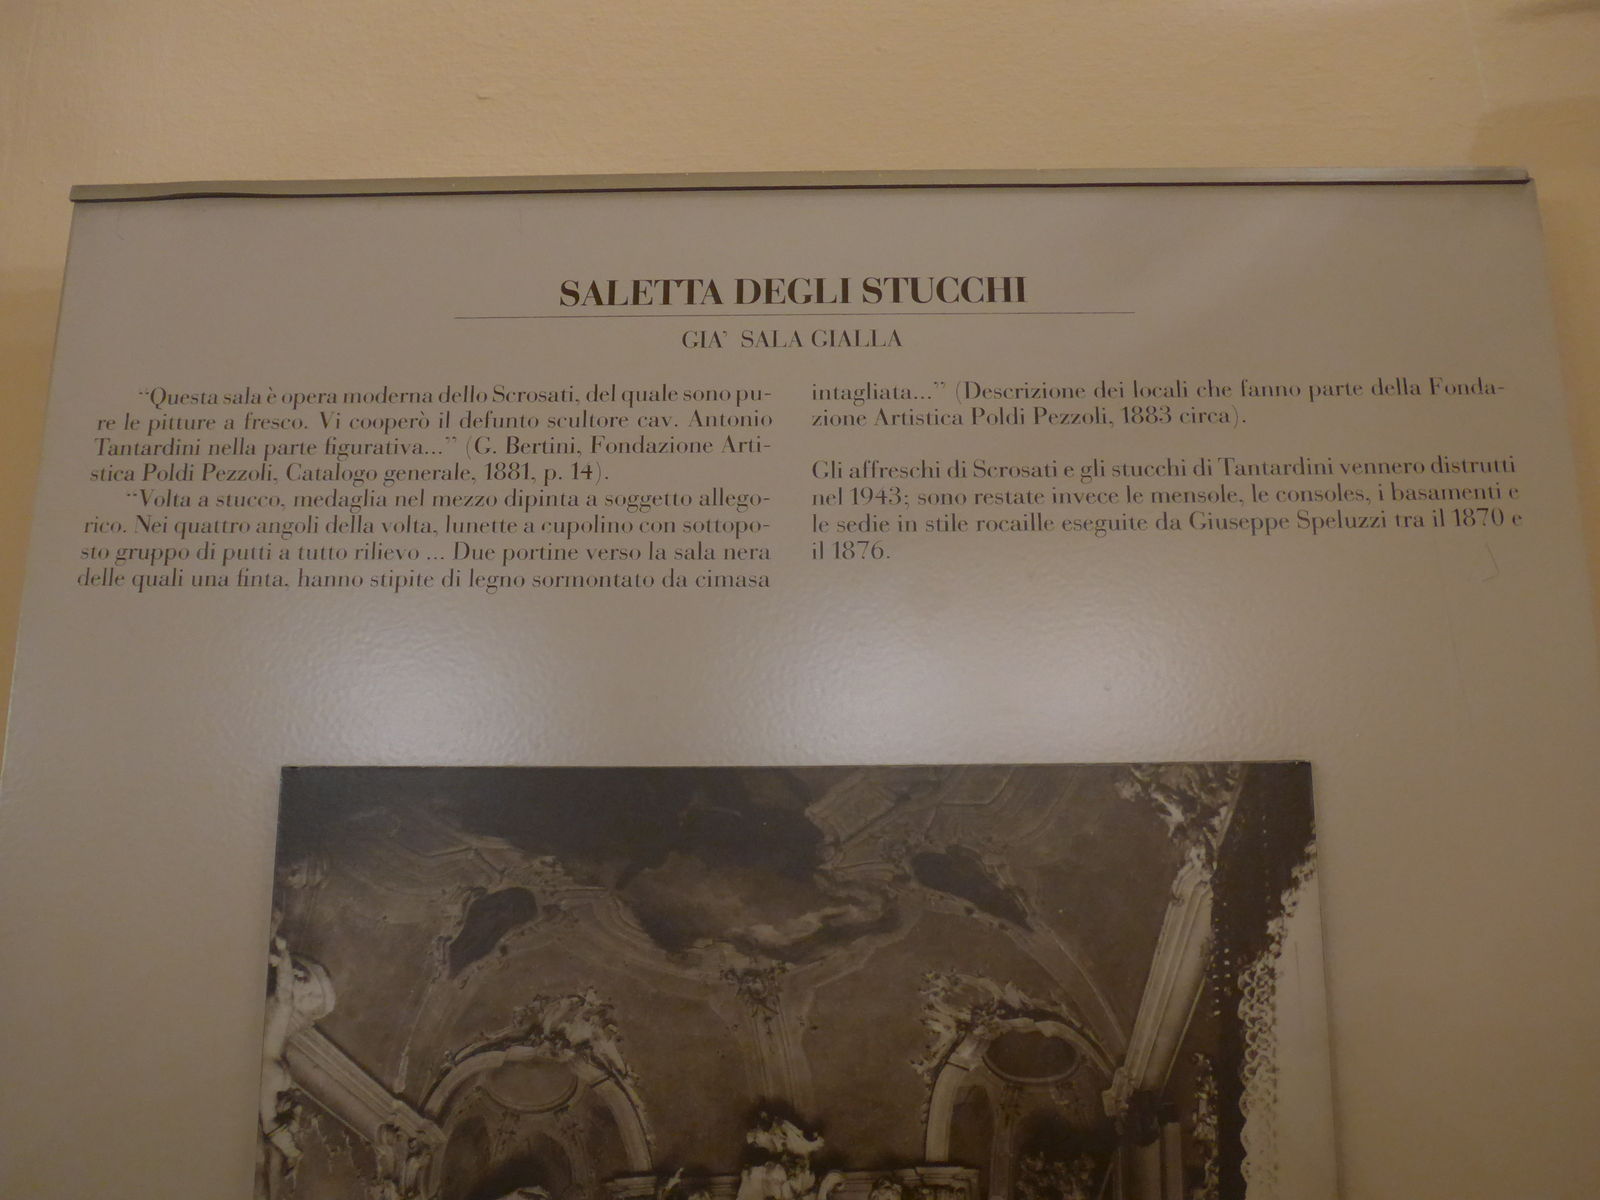 SALETTA DEGLI STUCCHI
GIA' SALA GIALLA
“Questa sala è opera moderna dello Scrosati, del quale sono pu-
re le pitture a fresco. Vi cooperò il defunto scultore cav. Antonio
Tantardini nella parte figurativa...” (G. Bertini, Fondazione Arti-
stica Poldi Pezzoli, Catalogo generale, 1881, p. 14).
“Volta a stucco, medaglia nel mezzo dipinta a soggetto allego-
rico. Nei quattro angoli della volta, lunette a cupolino con sottopo-
sto gruppo di putti a tutto rilievo ... Due portine verso la sala nera
delle quali una finta, hanno stipite di legno sormontato da cimasa
intagliata...” (Descrizione dei locali che fanno parte della Fonda-
zione Artistica Poldi Pezzoli, 1883 circa).
Gli affreschi di Scrosati e gli stucchi di Tantardini vennero distrutti
nel 1943; sono restate invece le mensole, le consoles, i basamenti e
le sedie in stile rocaille eseguite da Giuseppe Speluzzi tra il 1870 e
il 1876.